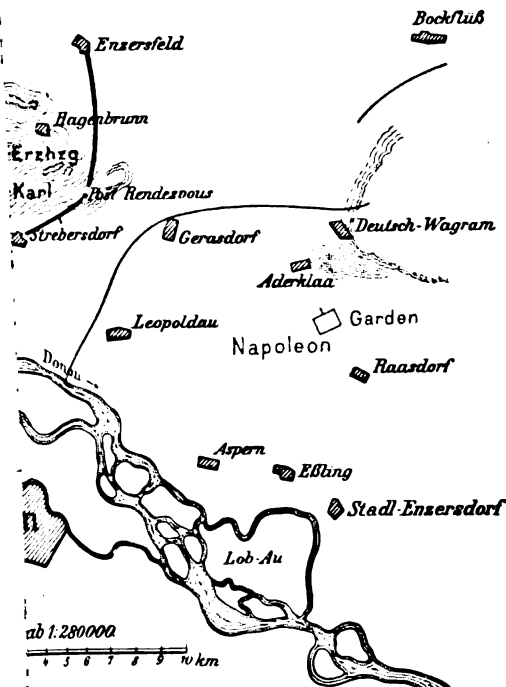 Bockflüß
Enzersfeld
Hagenbrunn
Erzhzg.
Karl
Post Rendezvous
Strebersdorf
Gerasdorf
Deutsch-Wagram
Aderklaa
Leopoldau
Garden
Napoleon
Donau
Raasdorf
Aspern
Eßling
Stadl-Enzersdorf
n
Lob-Au
ab 1:280000.
4 5 6 7 8 9 10 km